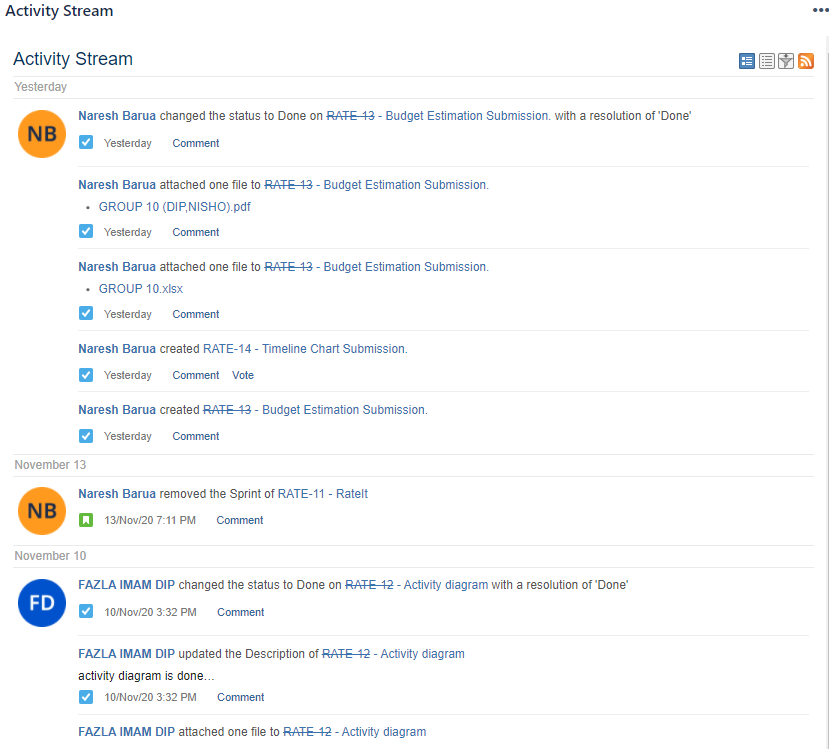 Activity Stream
Activity Stream
Yesterday
NB
Naresh Barua changed the status to Done on RATE-13 - Budget Estimation Submission. with a resolution of 'Done'
Yesterday Comment
Naresh Barua attached one file to RATE-13 - Budget Estimation Submission.
• GROUP 10 (DIP,NISHO).pdf
Yesterday Comment
Naresh Barua attached one file to RATE-13 - Budget Estimation Submission.
• GROUP 10.xlsx
Yesterday Comment
Naresh Barua created RATE-14 - Timeline Chart Submission.
Yesterday Comment Vote
Naresh Barua created RATE-13 - Budget Estimation Submission.
Yesterday Comment
November 13
NB
Naresh Barua removed the Sprint of RATE-11 - RateIt
13/Nov/20 7:11 PM Comment
November 10
FD
FAZLA IMAM DIP changed the status to Done on RATE-12 - Activity diagram with a resolution of 'Done'
10/Nov/20 3:32 PM Comment
FAZLA IMAM DIP updated the Description of RATE-12 - Activity diagram
activity diagram is done…
10/Nov/20 3:32 PM Comment
FAZLA IMAM DIP attached one file to RATE-12 - Activity diagram